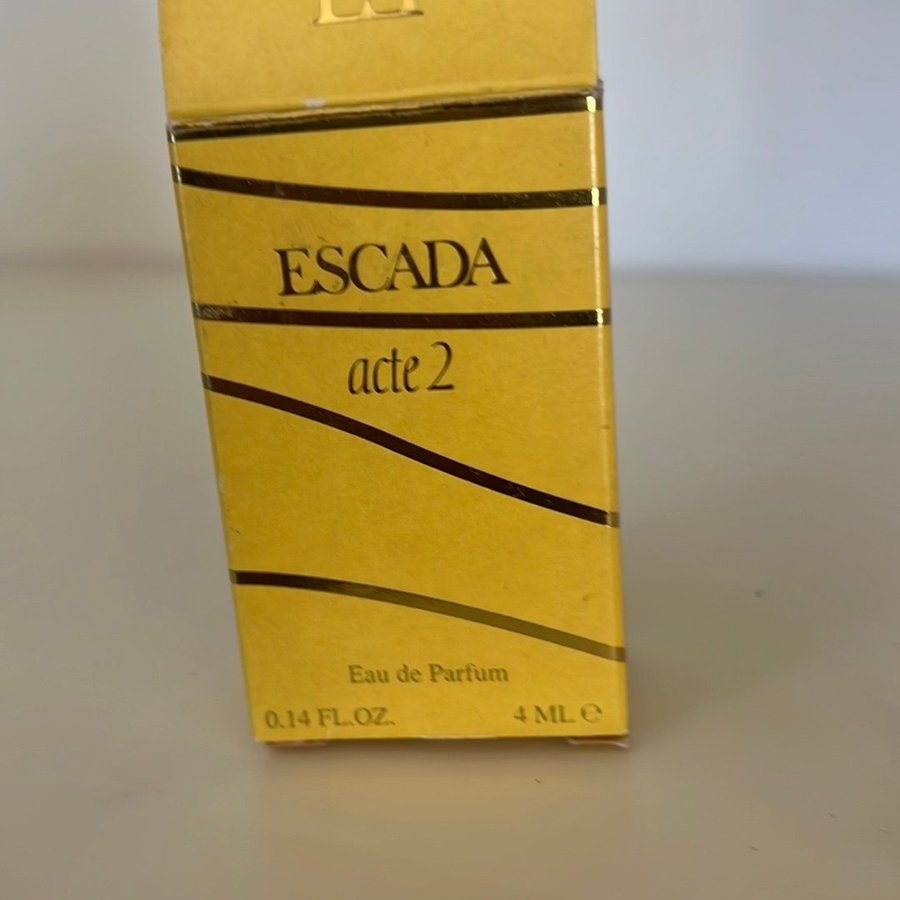 ESCADA
acte 2
Eau de Parfum
0.14 FL.OZ. 4 ML ℮